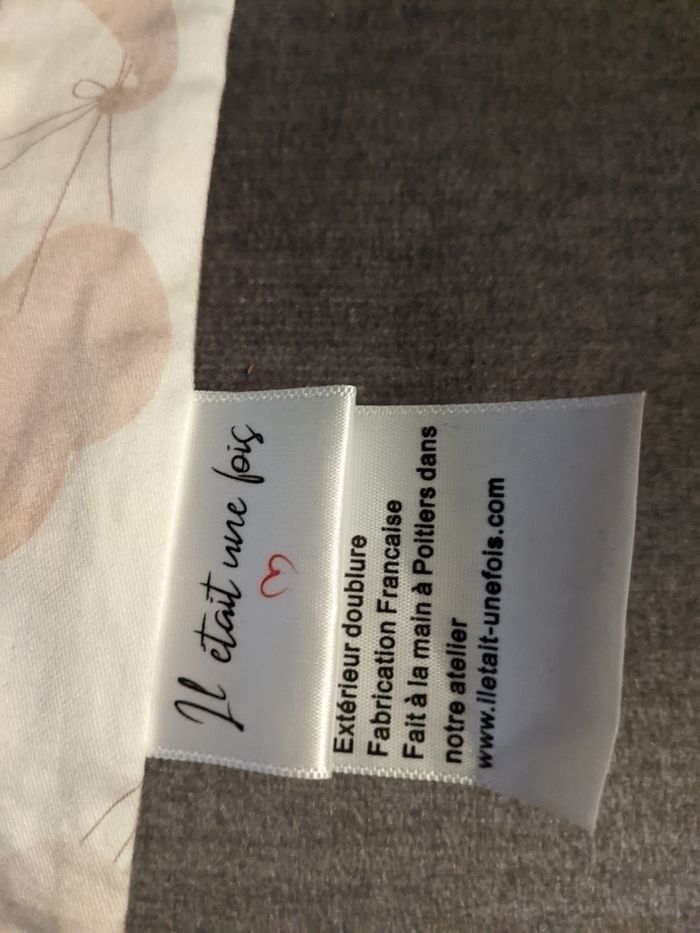 Il était une fois
Extérieur doublure
Fabrication Francaise
Fait à la main à Poitiers dans
notre atelier
www.iletait-unefois.com